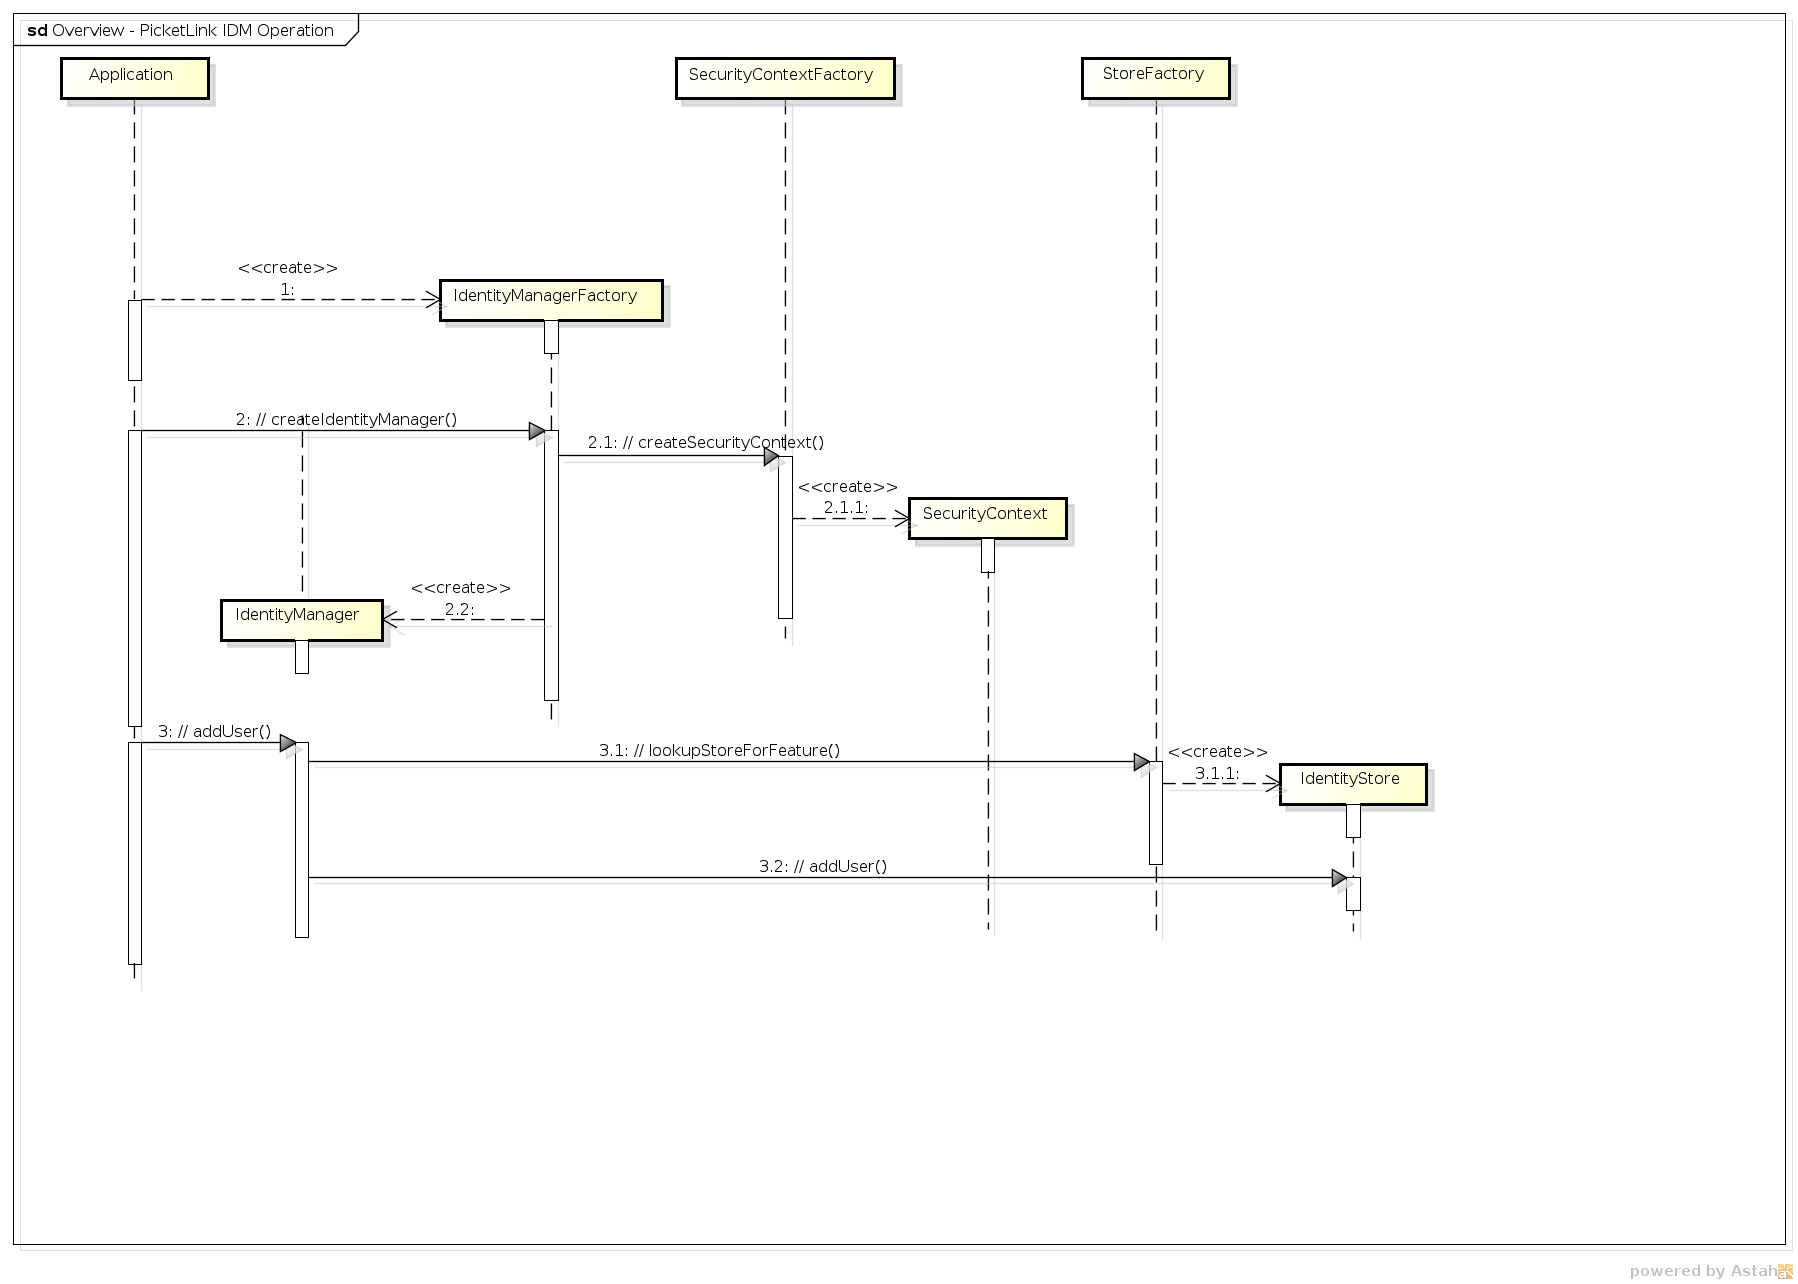 sd Overview - PicketLink IDM Operation
Application
SecurityContextFactory
StoreFactory
<<create>>
1:
IdentityManagerFactory
2: // createIdentityManager()
2.1: // createSecurityContext()
<<create>>
2.1.1:
SecurityContext
<<create>>
2.2:
IdentityManager
3: // addUser()
3.1: // lookupStoreForFeature()
<<create>>
3.1.1:
IdentityStore
3.2: // addUser()
powered by Astah